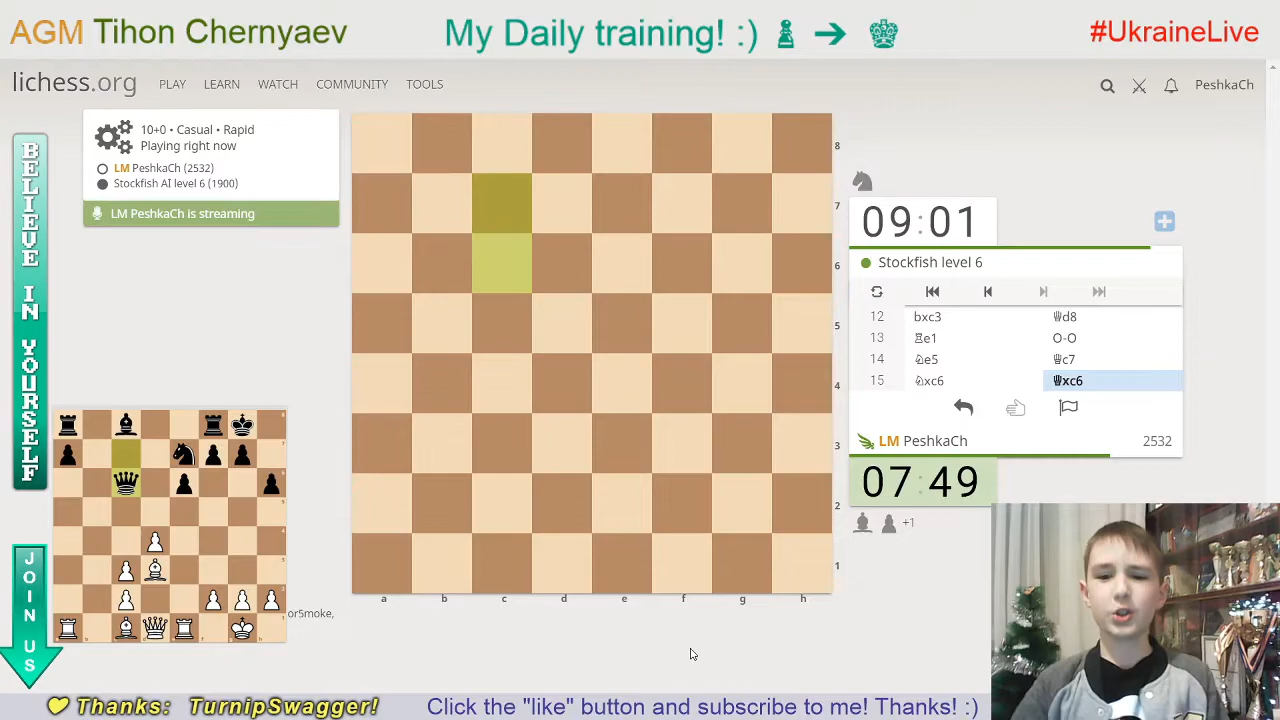 AGM Tihon Chernyaev
My Daily training! :)
#UkraineLive
lichess.org
PLAY LEARN WATCH COMMUNITY TOOLS
PeshkaCh
10+0 • Casual • Rapid
Playing right now
LM PeshkaCh (2532)
Stockfish AI level 6 (1900)
LM PeshkaCh is streaming
BELIEVE IN YOURSELF
8
7
6
5
4
3
2
1
a b c d e f g h
09:01
Stockfish level 6
12 bxc3 ♕d8
13 ♖e1 O-O
14 ♘e5 ♕c7
15 ♘xc6 ♕xc6
LM PeshkaCh 2532
07:49
+1
or5moke,
JOIN US
Thanks: TurnipSwagger!
Click the "like" button and subscribe to me! Thanks! :)